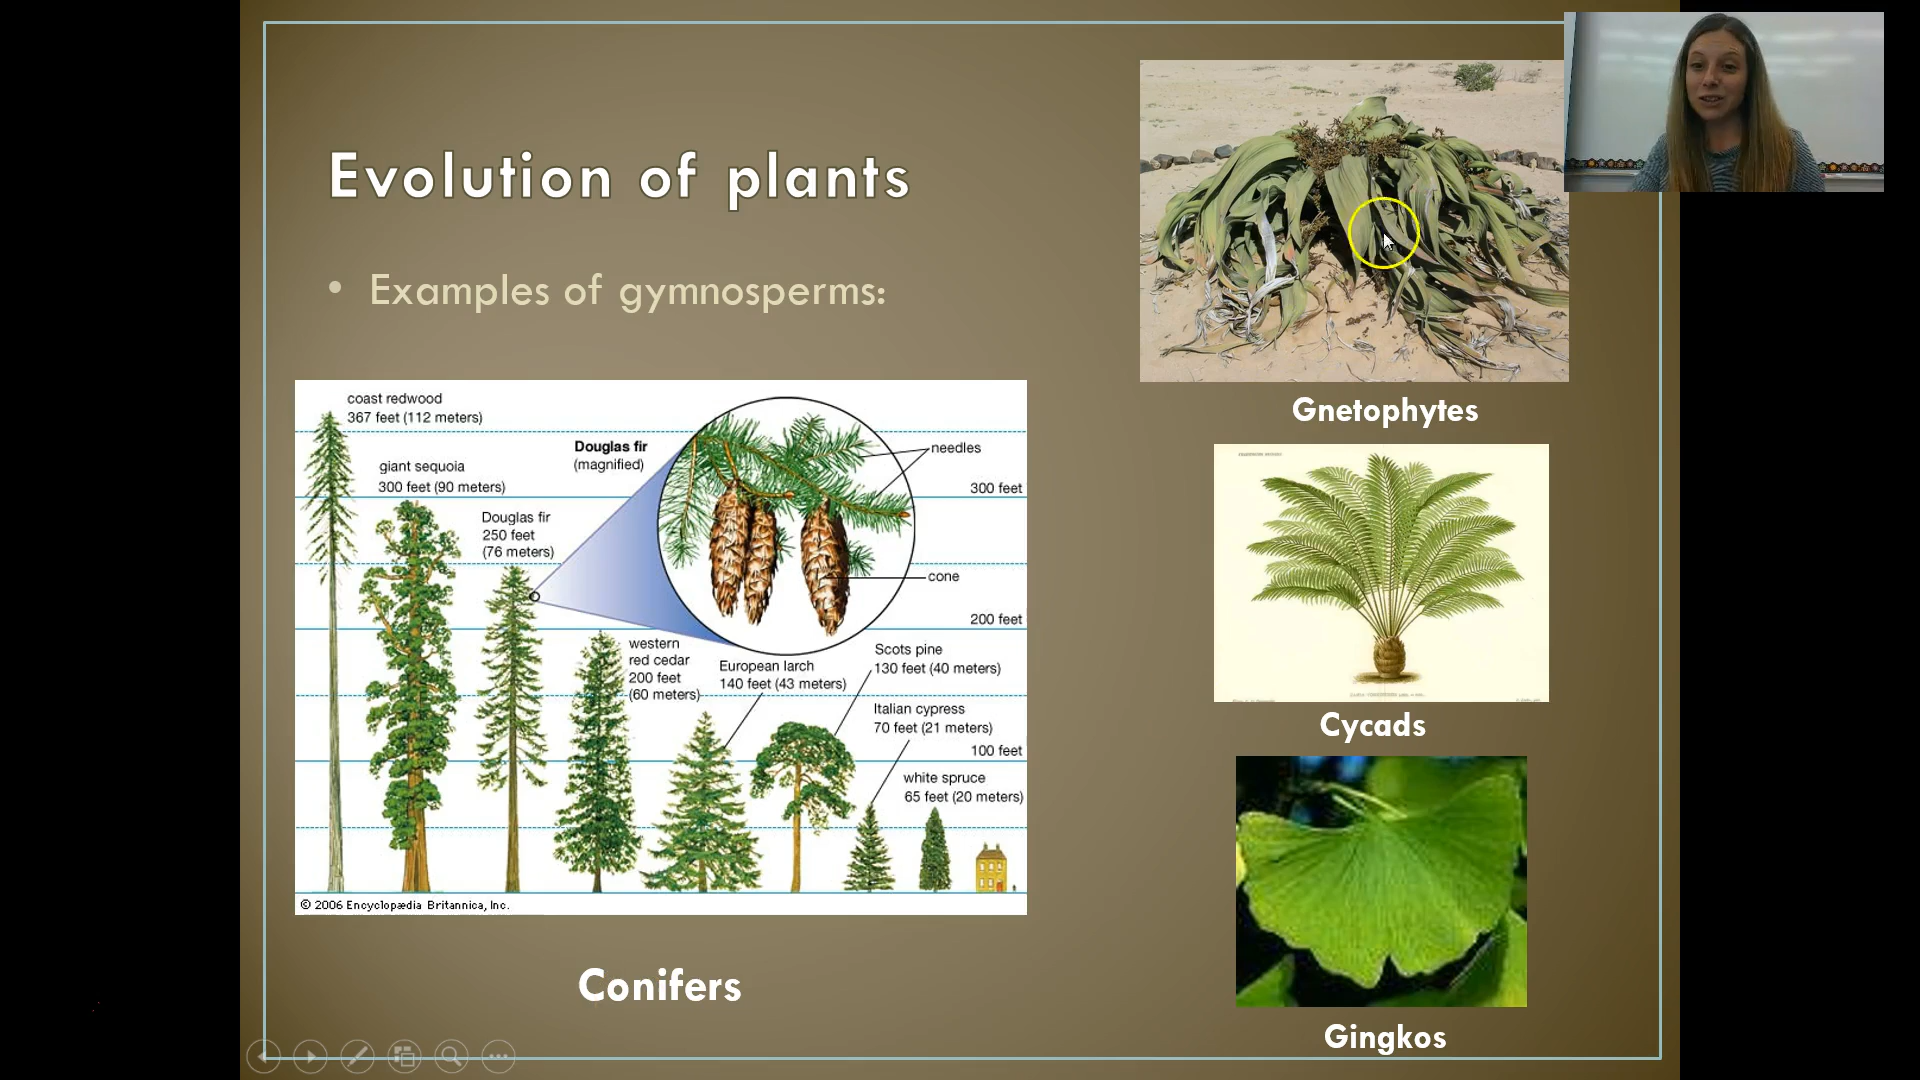 Evolution of plants
• Examples of gymnosperms:
coast redwood
367 feet (112 meters)
giant sequoia
300 feet (90 meters)
Douglas fir
250 feet
(76 meters)
Douglas fir
(magnified)
needles
300 feet
cone
200 feet
western
red cedar
200 feet
(60 meters)
European larch
140 feet (43 meters)
Scots pine
130 feet (40 meters)
Italian cypress
70 feet (21 meters)
100 feet
white spruce
65 feet (20 meters)
© 2006 Encyclopædia Britannica, Inc.
Conifers
Gnetophytes
Cycads
Gingkos